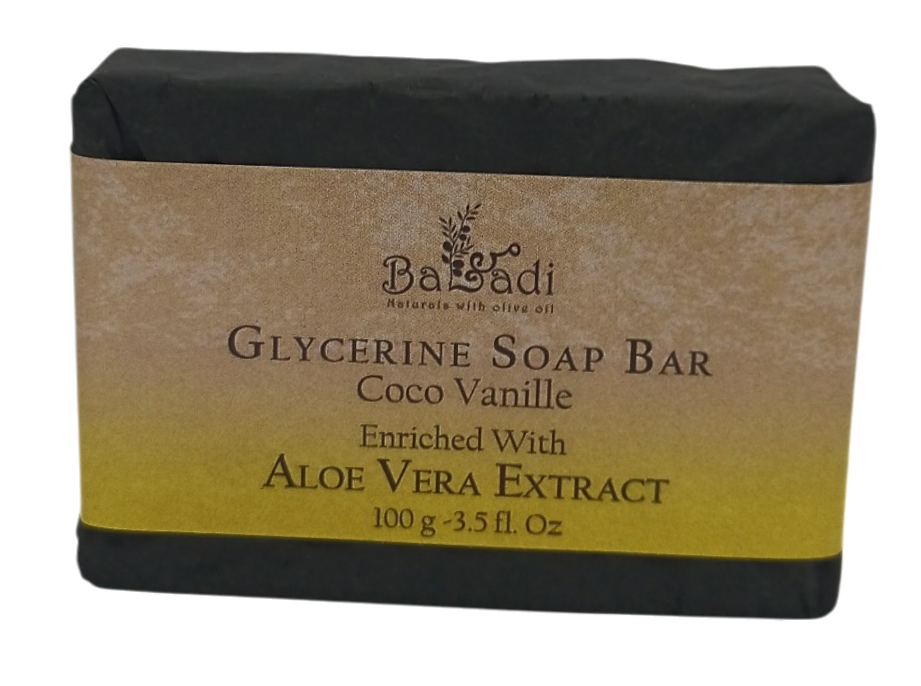 Baladi
Naturals with olive oil
GLYCERINE SOAP BAR
Coco Vanille
Enriched With
ALOE VERA EXTRACT
100 g -3.5 fl. Oz